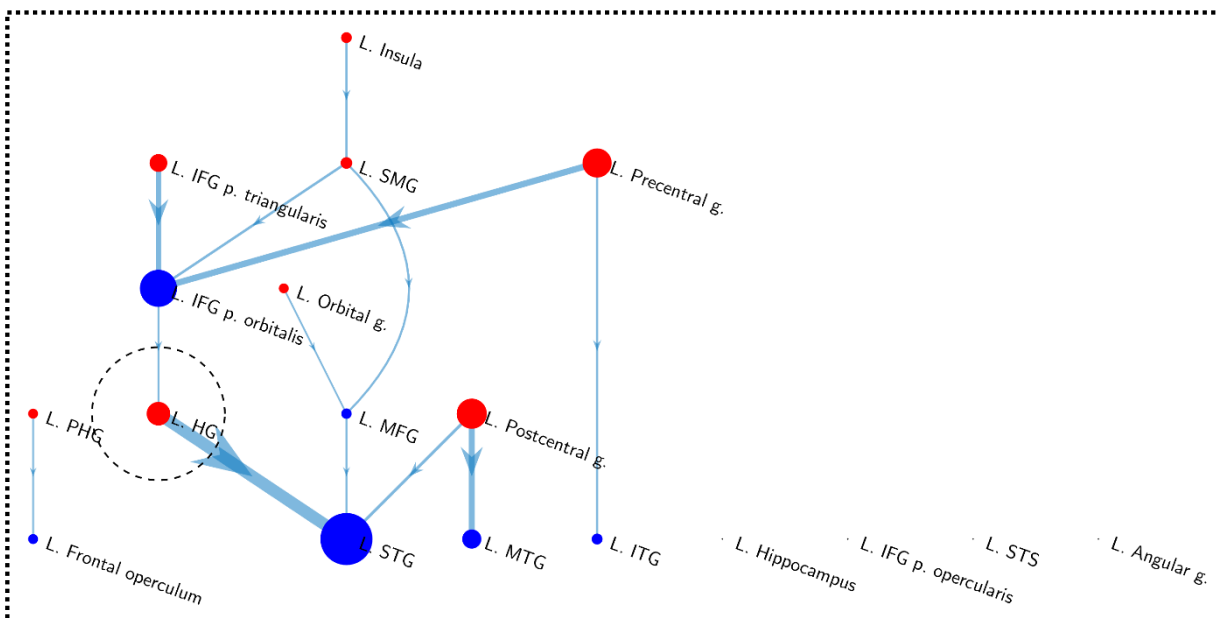 L. Insula
L. IFG p. triangularis
L. SMG
L. Precentral g.
L. IFG p. orbitalis
L. Orbital g.
L. PHG
L. HG
L. MFG
L. Postcentral g.
L. Frontal operculum
L. STG
L. MTG
L. ITG
L. Hippocampus
L. IFG p. opercularis
L. STS
L. Angular g.